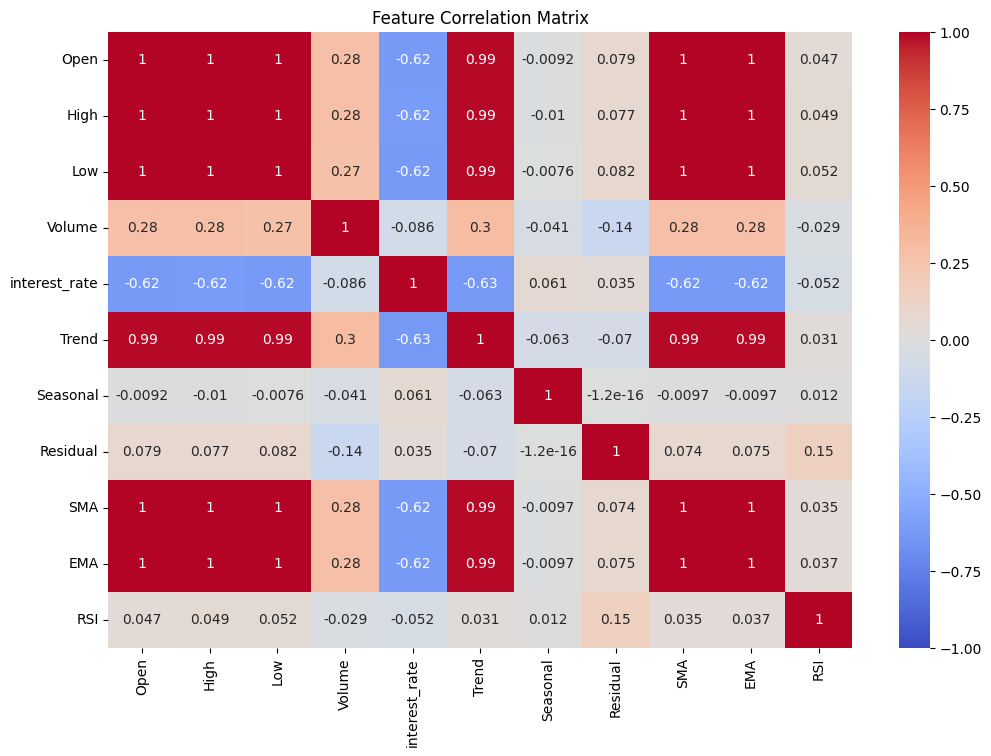 Feature Correlation Matrix
Open 1 1 1 0.28 -0.62 0.99 -0.0092 0.079 1 1 0.047
High 1 1 1 0.28 -0.62 0.99 -0.01 0.077 1 1 0.049
Low 1 1 1 0.27 -0.62 0.99 -0.0076 0.082 1 1 0.052
Volume 0.28 0.28 0.27 1 -0.086 0.3 -0.041 -0.14 0.28 0.28 -0.029
interest_rate -0.62 -0.62 -0.62 -0.086 1 -0.63 0.061 0.035 -0.62 -0.62 -0.052
Trend 0.99 0.99 0.99 0.3 -0.63 1 -0.063 -0.07 0.99 0.99 0.031
Seasonal -0.0092 -0.01 -0.0076 -0.041 0.061 -0.063 1 -1.2e-16 -0.0097 -0.0097 0.012
Residual 0.079 0.077 0.082 -0.14 0.035 -0.07 -1.2e-16 1 0.074 0.075 0.15
SMA 1 1 1 0.28 -0.62 0.99 -0.0097 0.074 1 1 0.035
EMA 1 1 1 0.28 -0.62 0.99 -0.0097 0.075 1 1 0.037
RSI 0.047 0.049 0.052 -0.029 -0.052 0.031 0.012 0.15 0.035 0.037 1
Open High Low Volume interest_rate Trend Seasonal Residual SMA EMA RSI
1.00
0.75
0.50
0.25
0.00
−0.25
−0.50
−0.75
−1.00